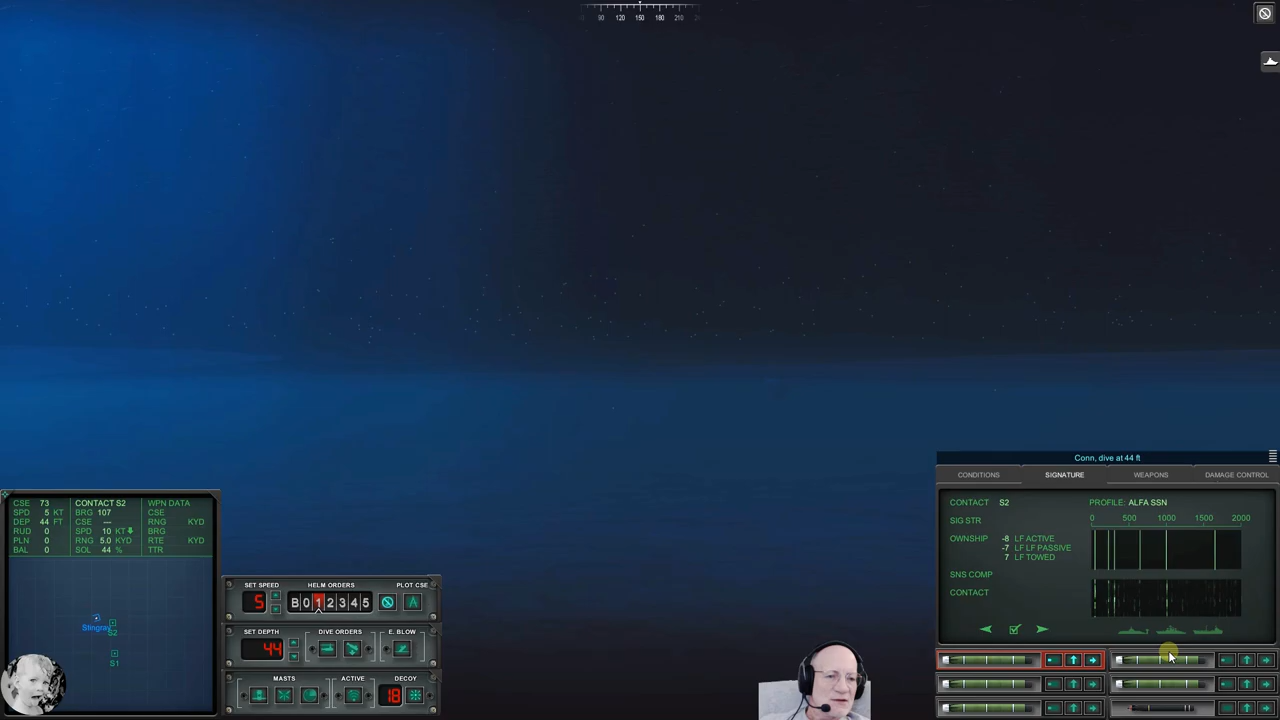 90 120 150 180 210
Conn, dive at 44 ft
CONDITIONS SIGNATURE WEAPONS DAMAGE CONTROL
CONTACT S2 PROFILE: ALFA SSN
SIG STR 0 500 1000 1500 2000
OWNSHIP -8 LF ACTIVE
-7 LF LF PASSIVE
7 LF TOWED
SNS COMP
CONTACT
CSE 73 CONTACT S2 WPN DATA
SPD 5 KT BRG 107 CSE
DEP 44 FT CSE --- RNG KYD
RUD 0 SPD 10 KT BRG
PLN 0 RNG 5.0 KYD RTE KYD
BAL 0 SOL 44 % TTR
Stingray
S2
S1
SET SPEED HELM ORDERS PLOT CSE
5 B 0 1 2 3 4 5
SET DEPTH DIVE ORDERS E. BLOW
44
MASTS ACTIVE DECOY
18